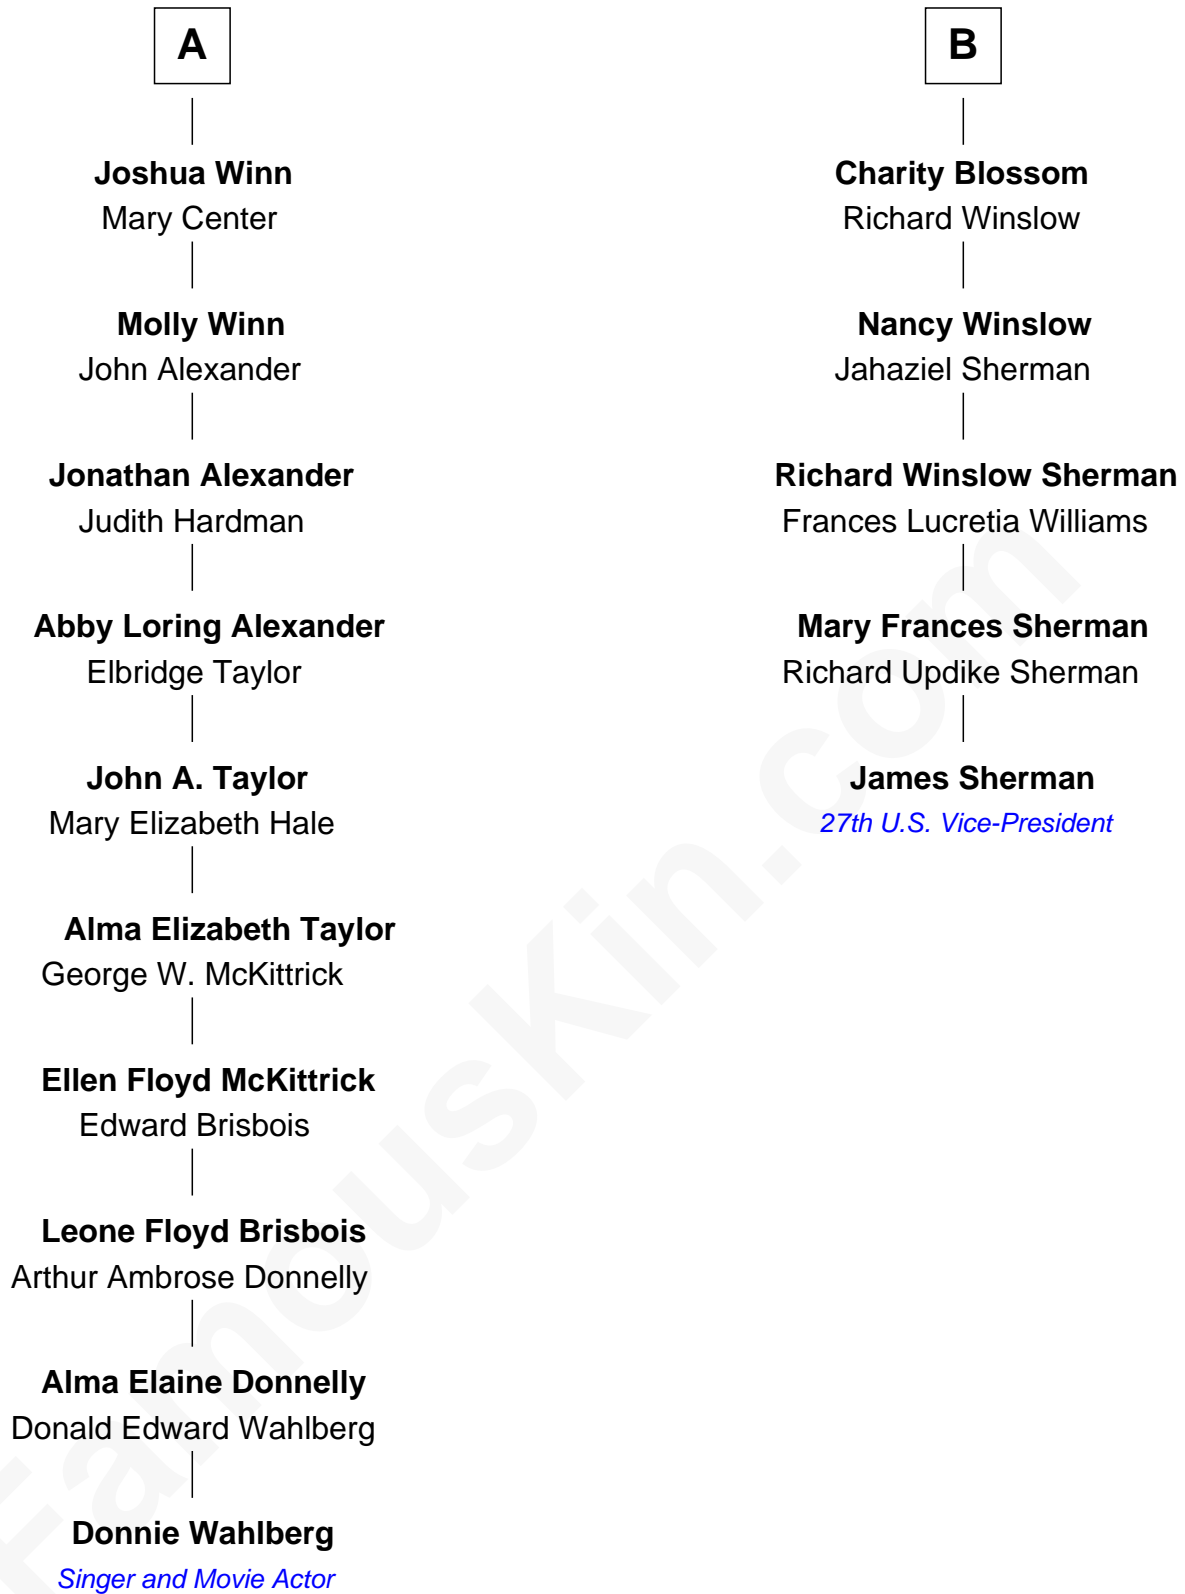 A
Joshua Winn
Mary Center
Molly Winn
John Alexander
Jonathan Alexander
Judith Hardman
Abby Loring Alexander
Elbridge Taylor
John A. Taylor
Mary Elizabeth Hale
Alma Elizabeth Taylor
George W. McKittrick
Ellen Floyd McKittrick
Edward Brisbois
Leone Floyd Brisbois
Arthur Ambrose Donnelly
Alma Elaine Donnelly
Donald Edward Wahlberg
Donnie Wahlberg
Singer and Movie Actor
B
Charity Blossom
Richard Winslow
Nancy Winslow
Jahaziel Sherman
Richard Winslow Sherman
Frances Lucretia Williams
Mary Frances Sherman
Richard Updike Sherman
James Sherman
27th U.S. Vice-President
FamousKin.com